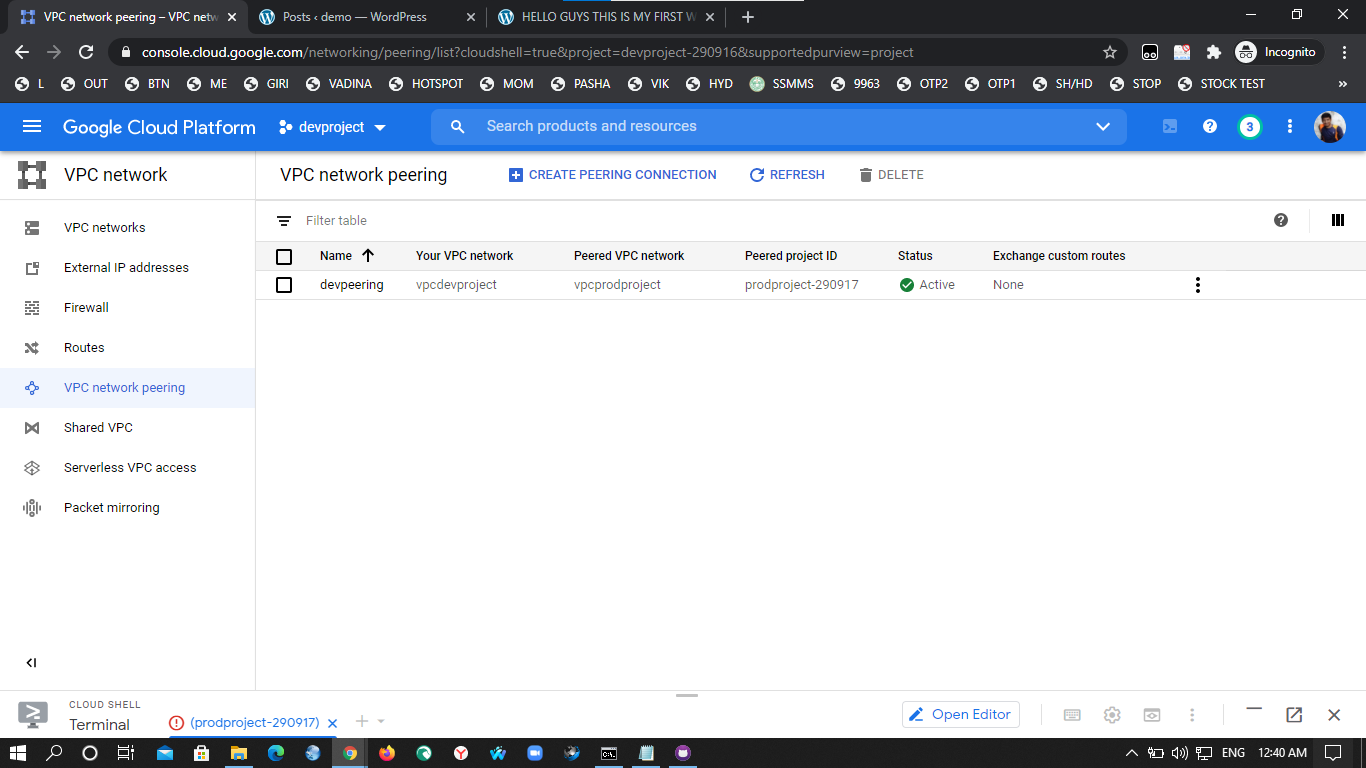 VPC network peering – VPC netw
Posts ‹ demo — WordPress
HELLO GUYS THIS IS MY FIRST W
console.cloud.google.com/networking/peering/list?cloudshell=true&project=devproject-290916&supportedpurview=project
Incognito
L OUT BTN ME GIRI VADINA HOTSPOT MOM PASHA VIK HYD SSMMS 9963 OTP2 OTP1 SH/HD STOP STOCK TEST »
Google Cloud Platform devproject Search products and resources 3
VPC network
VPC network peering CREATE PEERING CONNECTION REFRESH DELETE
VPC networks
External IP addresses
Firewall
Routes
VPC network peering
Shared VPC
Serverless VPC access
Packet mirroring
Filter table
Name Your VPC network Peered VPC network Peered project ID Status Exchange custom routes
devpeering vpcdevproject vpcprodproject prodproject-290917 Active None
CLOUD SHELL
Terminal (prodproject-290917) Open Editor
ENG 12:40 AM